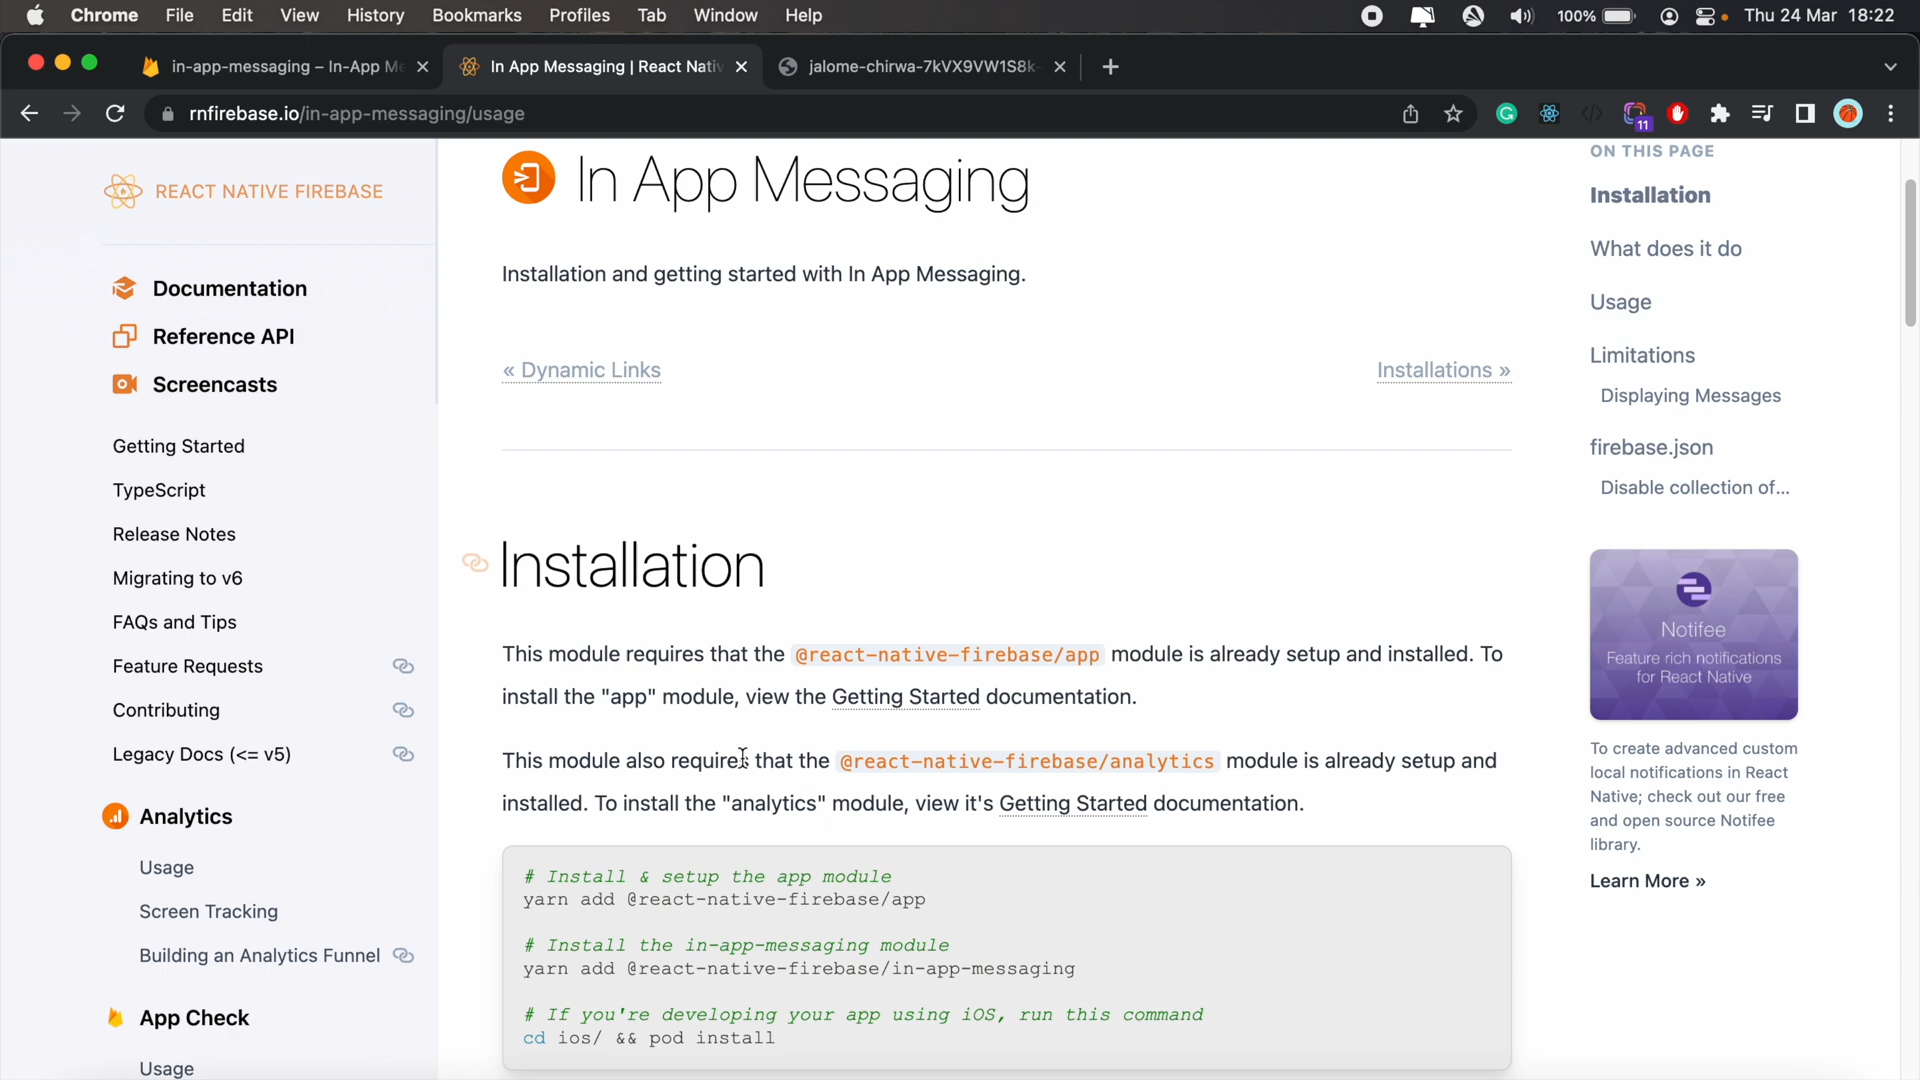 Chrome File Edit View History Bookmarks Profiles Tab Window Help 100% Thu 24 Mar 18:22
in-app-messaging – In-App Me In App Messaging | React Nativ jalome-chirwa-7kVX9VW1S8k-
rnfirebase.io/in-app-messaging/usage 11
REACT NATIVE FIREBASE
Documentation
Reference API
Screencasts
Getting Started
TypeScript
Release Notes
Migrating to v6
FAQs and Tips
Feature Requests
Contributing
Legacy Docs (<= v5)
Analytics
Usage
Screen Tracking
Building an Analytics Funnel
App Check
Usage
In App Messaging
Installation and getting started with In App Messaging.
« Dynamic Links Installations »
Installation
This module requires that the @react-native-firebase/app module is already setup and installed. To
install the "app" module, view the Getting Started documentation.
This module also requires that the @react-native-firebase/analytics module is already setup and
installed. To install the "analytics" module, view it's Getting Started documentation.
# Install & setup the app module
yarn add @react-native-firebase/app
# Install the in-app-messaging module
yarn add @react-native-firebase/in-app-messaging
# If you're developing your app using iOS, run this command
cd ios/ && pod install
ON THIS PAGE
Installation
What does it do
Usage
Limitations
Displaying Messages
firebase.json
Disable collection of...
Notifee
Feature rich notifications
for React Native
To create advanced custom
local notifications in React
Native; check out our free
and open source Notifee
library.
Learn More »